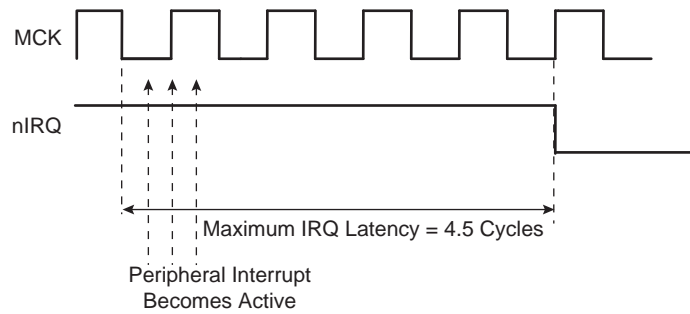 MCK
nIRQ
Maximum IRQ Latency = 4.5 Cycles
Peripheral Interrupt
Becomes Active